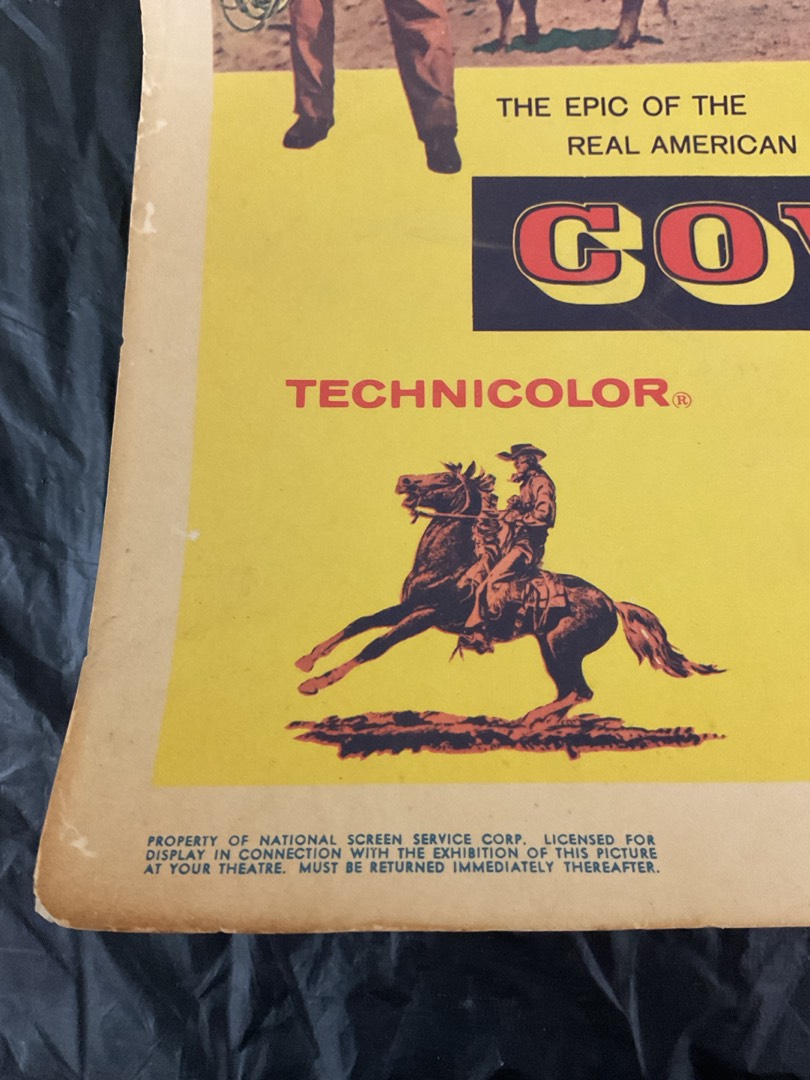 THE EPIC OF THE
REAL AMERICAN
CO
TECHNICOLOR®
PROPERTY OF NATIONAL SCREEN SERVICE CORP. LICENSED FOR
DISPLAY IN CONNECTION WITH THE EXHIBITION OF THIS PICTURE
AT YOUR THEATRE. MUST BE RETURNED IMMEDIATELY THEREAFTER.